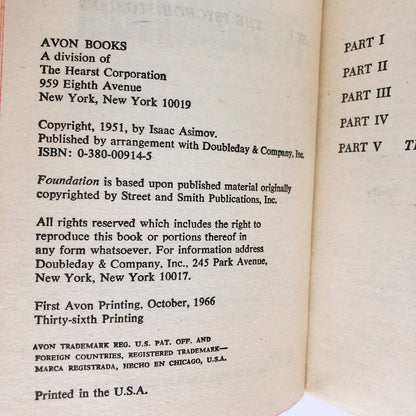 AVON BOOKS
A division of
The Hearst Corporation
959 Eighth Avenue
New York, New York 10019
Copyright, 1951, by Isaac Asimov.
Published by arrangement with Doubleday & Company, Inc.
ISBN: 0-380-00914-5
Foundation is based upon published material originally
copyrighted by Street and Smith Publications, Inc.
All rights reserved which includes the right to
reproduce this book or portions thereof in
any form whatsoever. For information address
Doubleday & Company, Inc., 245 Park Avenue,
New York, New York 10017.
First Avon Printing, October, 1966
Thirty-sixth Printing
AVON TRADEMARK REG. U.S. PAT. OFF. AND
FOREIGN COUNTRIES, REGISTERED TRADEMARK—
MARCA REGISTRADA, HECHO EN CHICAGO, U.S.A.
Printed in the U.S.A.
PART I
PART II
PART III
PART IV
PART V